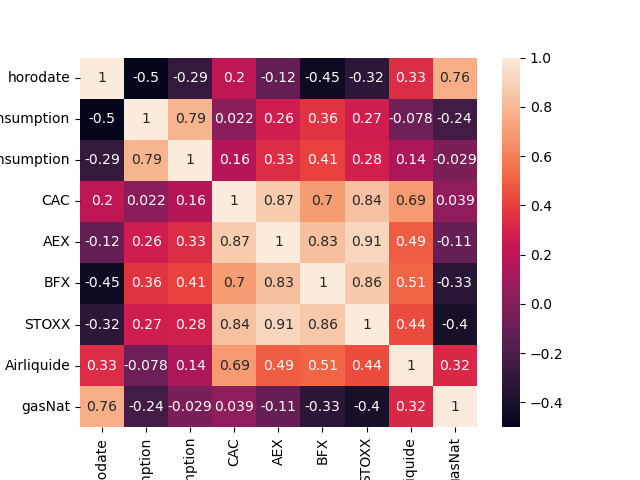 horodate 1 -0.5 -0.29 0.2 -0.12 -0.45 -0.32 0.33 0.76
nsumption -0.5 1 0.79 0.022 0.26 0.36 0.27 -0.078 -0.24
nsumption -0.29 0.79 1 0.16 0.33 0.41 0.28 0.14 -0.029
CAC 0.2 0.022 0.16 1 0.87 0.7 0.84 0.69 0.039
AEX -0.12 0.26 0.33 0.87 1 0.83 0.91 0.49 -0.11
BFX -0.45 0.36 0.41 0.7 0.83 1 0.86 0.51 -0.33
STOXX -0.32 0.27 0.28 0.84 0.91 0.86 1 0.44 -0.4
Airliquide 0.33 -0.078 0.14 0.69 0.49 0.51 0.44 1 0.32
gasNat 0.76 -0.24 -0.029 0.039 -0.11 -0.33 -0.4 0.32 1
odate mption mption CAC AEX BFX STOXX iquide gasNat
1.0
0.8
0.6
0.4
0.2
0.0
−0.2
−0.4